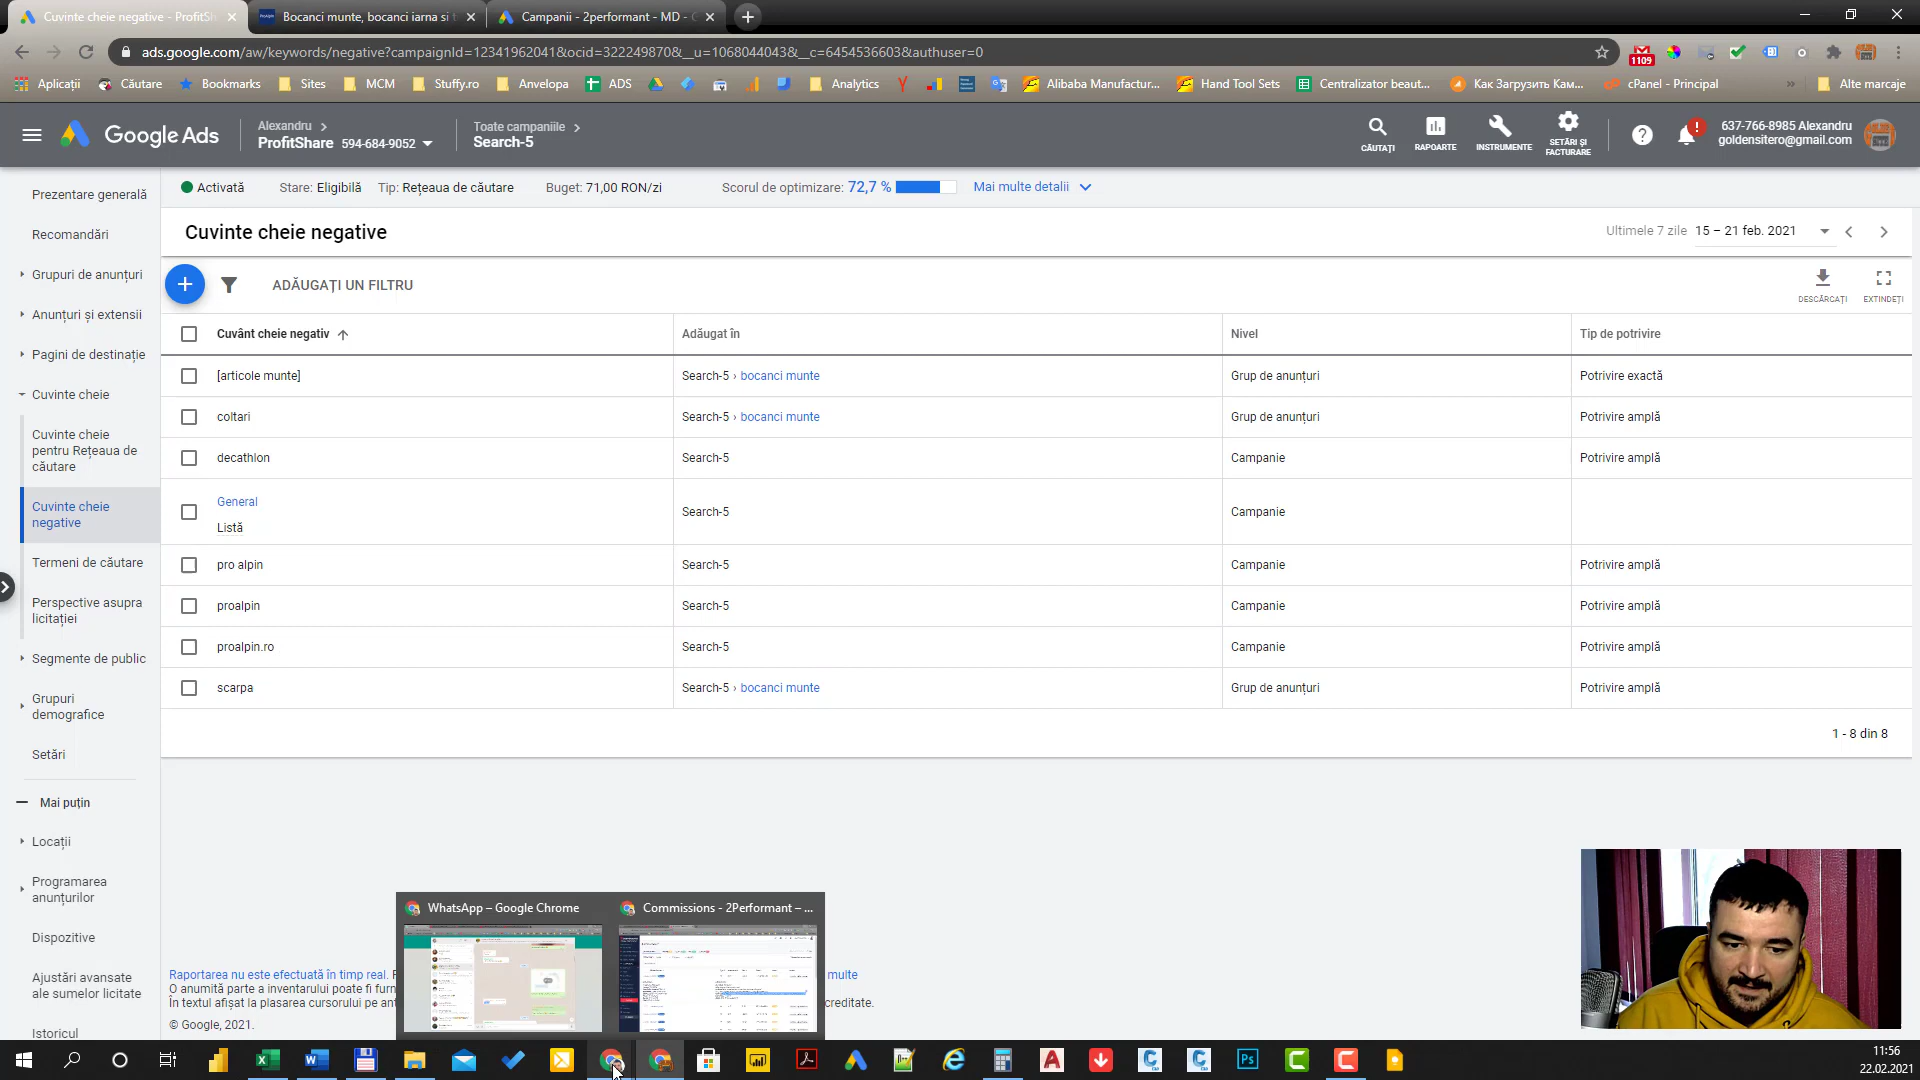 Cuvinte cheie negative - ProfitSh
Bocanci munte, bocanci iarna si t
Campanii - 2performant - MD - G
ads.google.com/aw/keywords/negative?campaignId=12341962041&ocid=322249870&__u=1068044043&__c=6454536603&authuser=0
1109
Aplicații
Căutare
Bookmarks
Sites
MCM
Stuffy.ro
Anvelopa
ADS
Analytics
Alibaba Manufactur...
Hand Tool Sets
Centralizator beaut...
Как Загрузить Кам...
cPanel - Principal
Alte marcaje
Google Ads
Alexandru
ProfitShare 594-684-9052
Toate campaniile
Search-5
CĂUTAȚI
RAPOARTE
INSTRUMENTE
SETĂRI ȘI
FACTURARE
637-766-8985 Alexandru
goldensitero@gmail.com
Activată
Stare: Eligibilă
Tip: Rețeaua de căutare
Buget: 71,00 RON/zi
Scorul de optimizare: 72,7 %
Mai multe detalii
Prezentare generală
Recomandări
Grupuri de anunțuri
Anunțuri și extensii
Pagini de destinație
Cuvinte cheie
Cuvinte cheie
pentru Rețeaua de
căutare
Cuvinte cheie
negative
Termeni de căutare
Perspective asupra
licitației
Segmente de public
Grupuri
demografice
Setări
Mai puțin
Locații
Programarea
anunțurilor
Dispozitive
Ajustări avansate
ale sumelor licitate
Istoricul
Cuvinte cheie negative
Ultimele 7 zile 15 – 21 feb. 2021
ADĂUGAȚI UN FILTRU
DESCĂRCAȚI
EXTINDEȚI
Cuvânt cheie negativ
Adăugat în
Nivel
Tip de potrivire
[articole munte]
Search-5 › bocanci munte
Grup de anunțuri
Potrivire exactă
coltari
Search-5 › bocanci munte
Grup de anunțuri
Potrivire amplă
decathlon
Search-5
Campanie
Potrivire amplă
General
Listă
Search-5
Campanie
pro alpin
Search-5
Campanie
Potrivire amplă
proalpin
Search-5
Campanie
Potrivire amplă
proalpin.ro
Search-5
Campanie
Potrivire amplă
scarpa
Search-5 › bocanci munte
Grup de anunțuri
Potrivire amplă
1 - 8 din 8
WhatsApp – Google Chrome
Commissions - 2Performant – ...
Raportarea nu este efectuată în timp real.
multe
O anumită parte a inventarului poate fi furn
În textul afișat la plasarea cursorului pe ant
creditate.
© Google, 2021.
11:56
22.02.2021